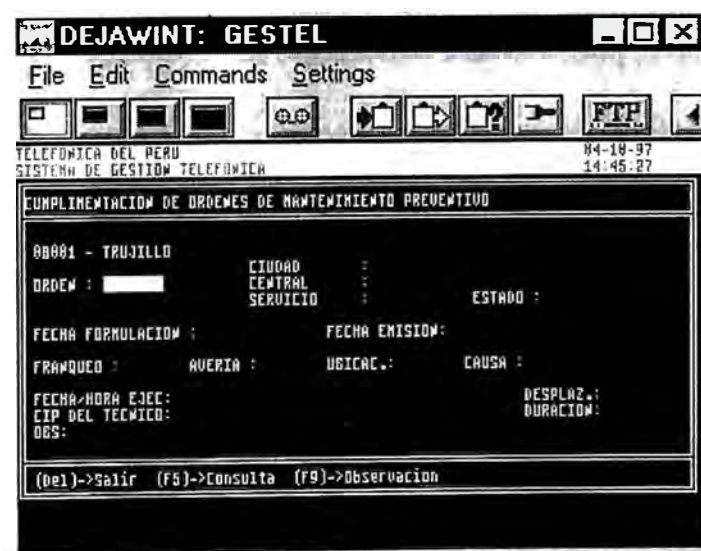 DEJAWINT: GESTEL
File Edit Commands Settings
FTP
TELEFONICA DEL PERU 04-10-97
SISTEMA DE GESTION TELEFONICA 14:45:27
CUMPLIMENTACION DE ORDENES DE MANTENIMIENTO PREVENTIVO
00001 - TRUJILLO
CIUDAD :
ORDEN : CENTRAL :
SERVICIO : ESTADO :
FECHA FORMULACION : FECHA EMISION:
FRANQUEO : AVERIA : UBICAC.: CAUSA :
FECHA/HORA EJEC: DESPLAZ.:
CIP DEL TECNICO: DURACION:
OBS:
(Del)->Salir (F5)->Consulta (F9)->Observacion